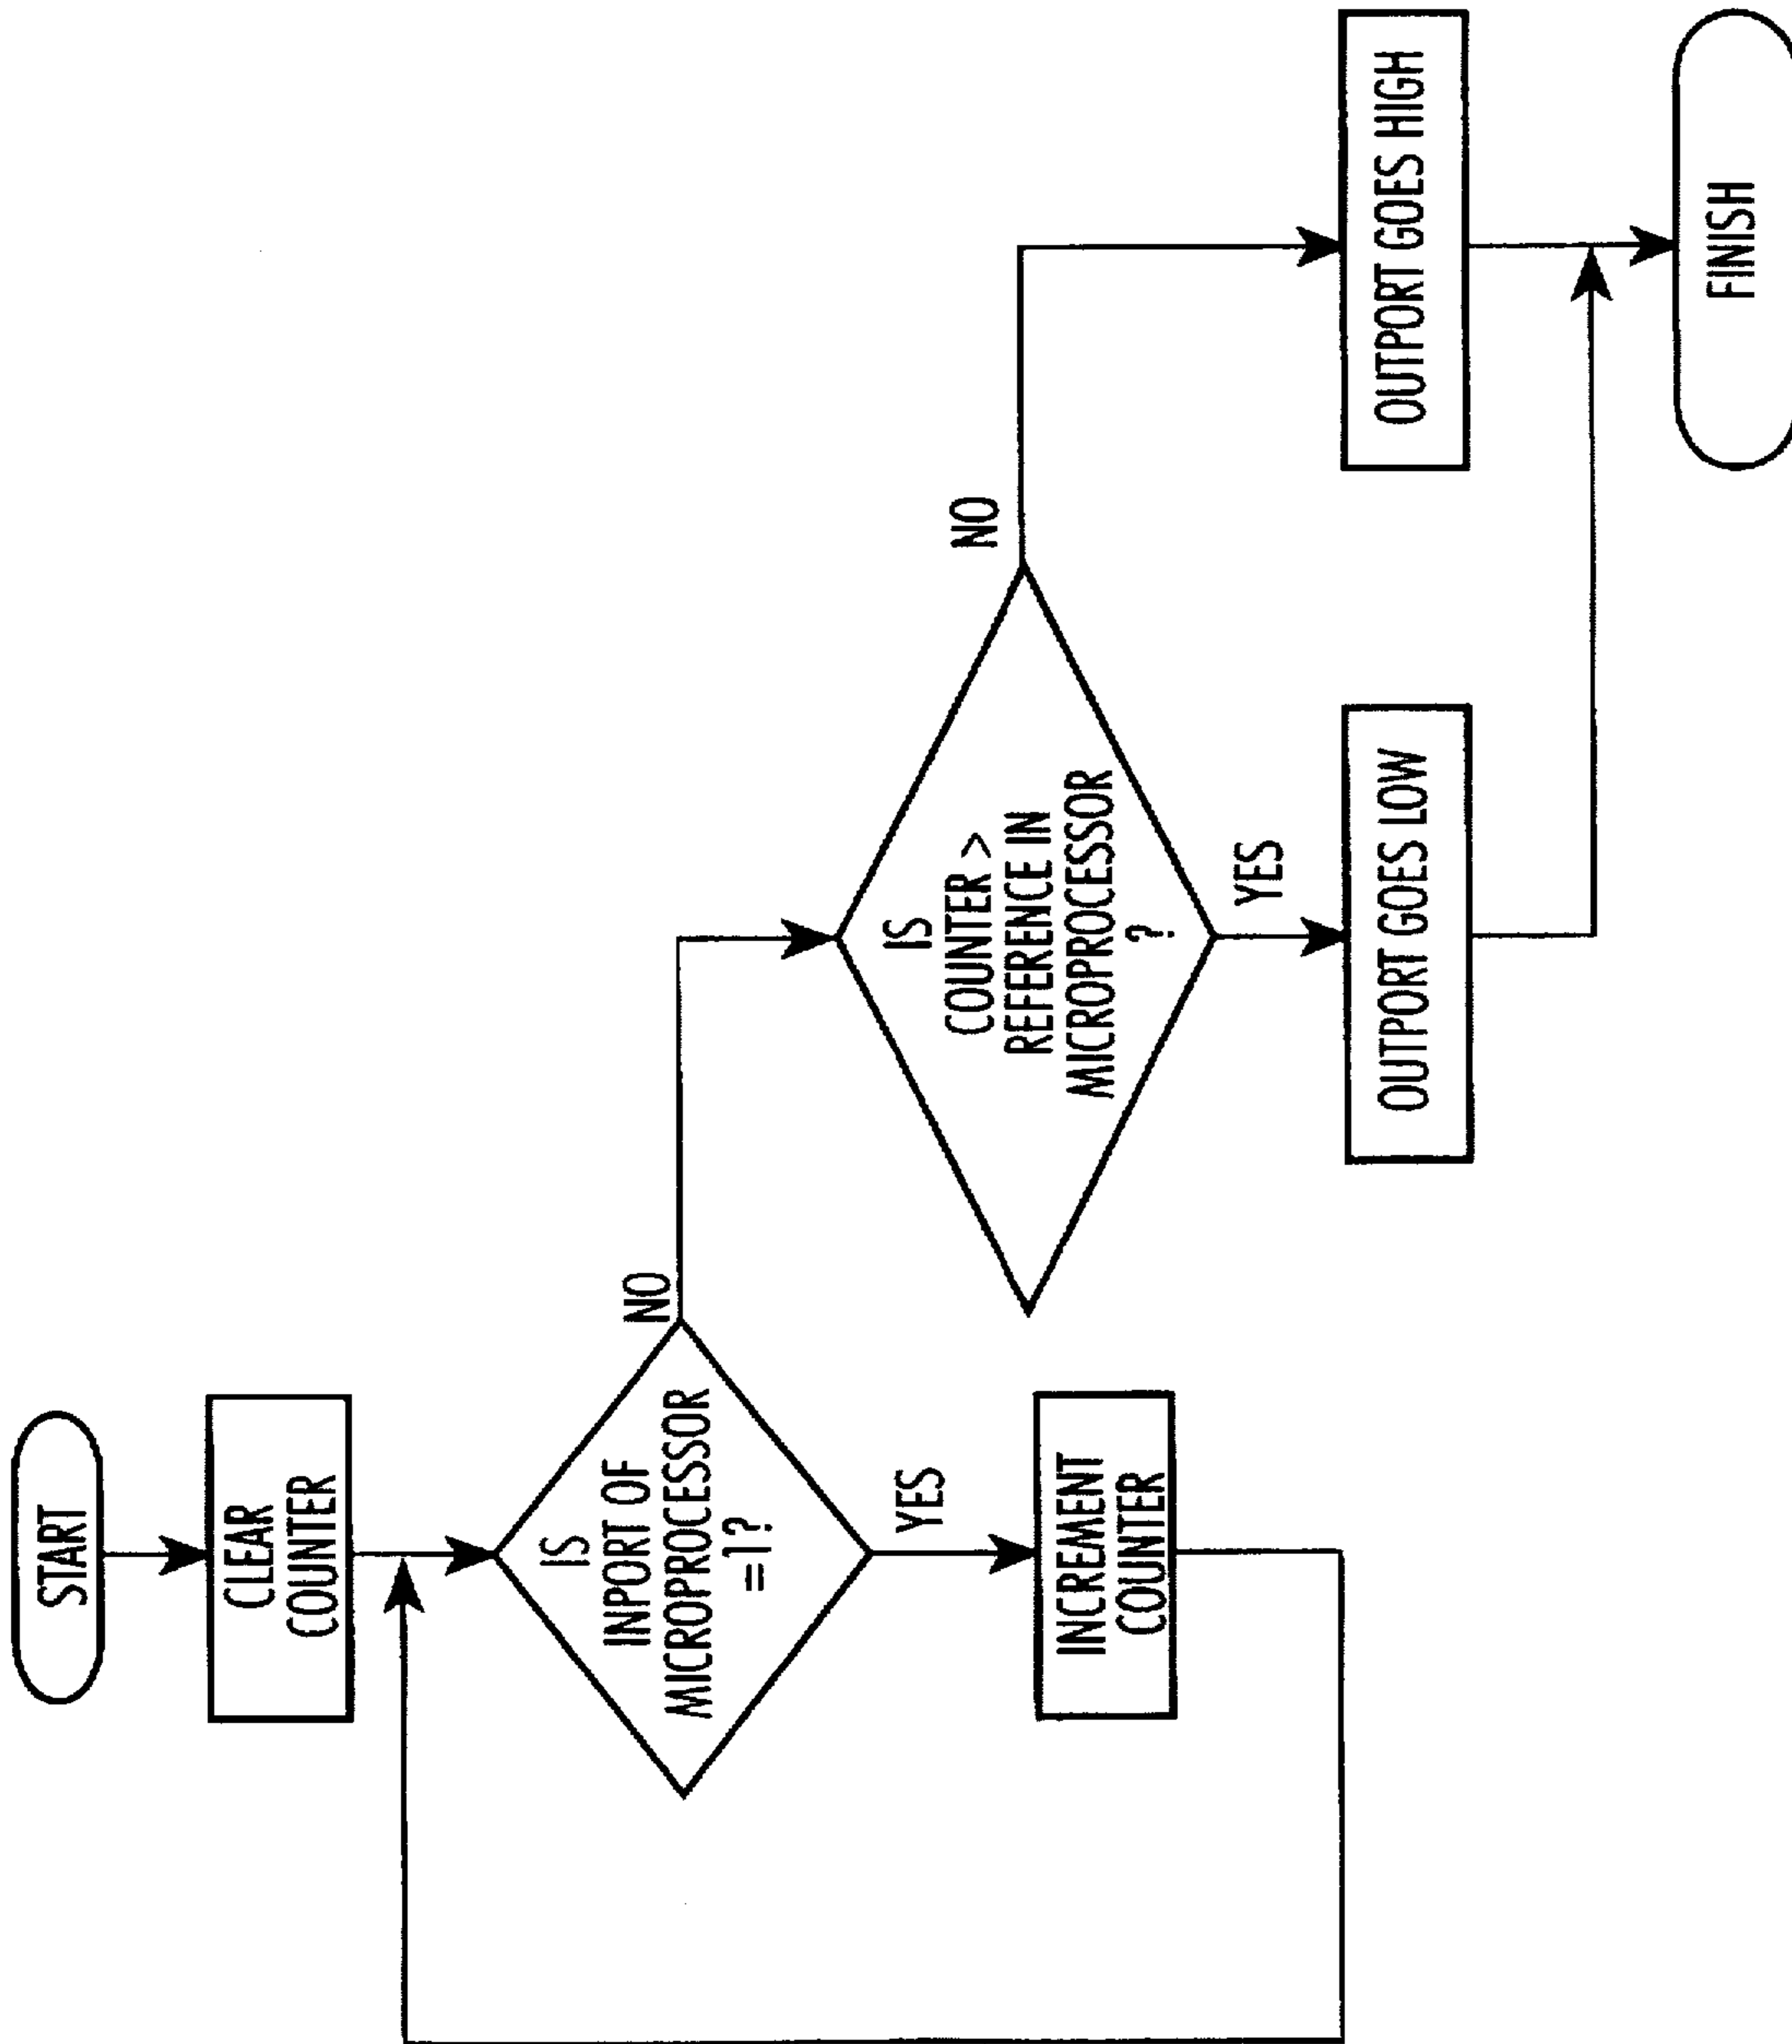 START
CLEAR
COUNTER
IS
INPORT OF
MICROPROCESSOR
=1?
NO
YES
INCREMENT
COUNTER
IS
COUNTER >
REFERENCE IN
MICROPROCESSOR
?
NO
YES
OUTPORT GOES LOW
OUTPORT GOES HIGH
FINISH